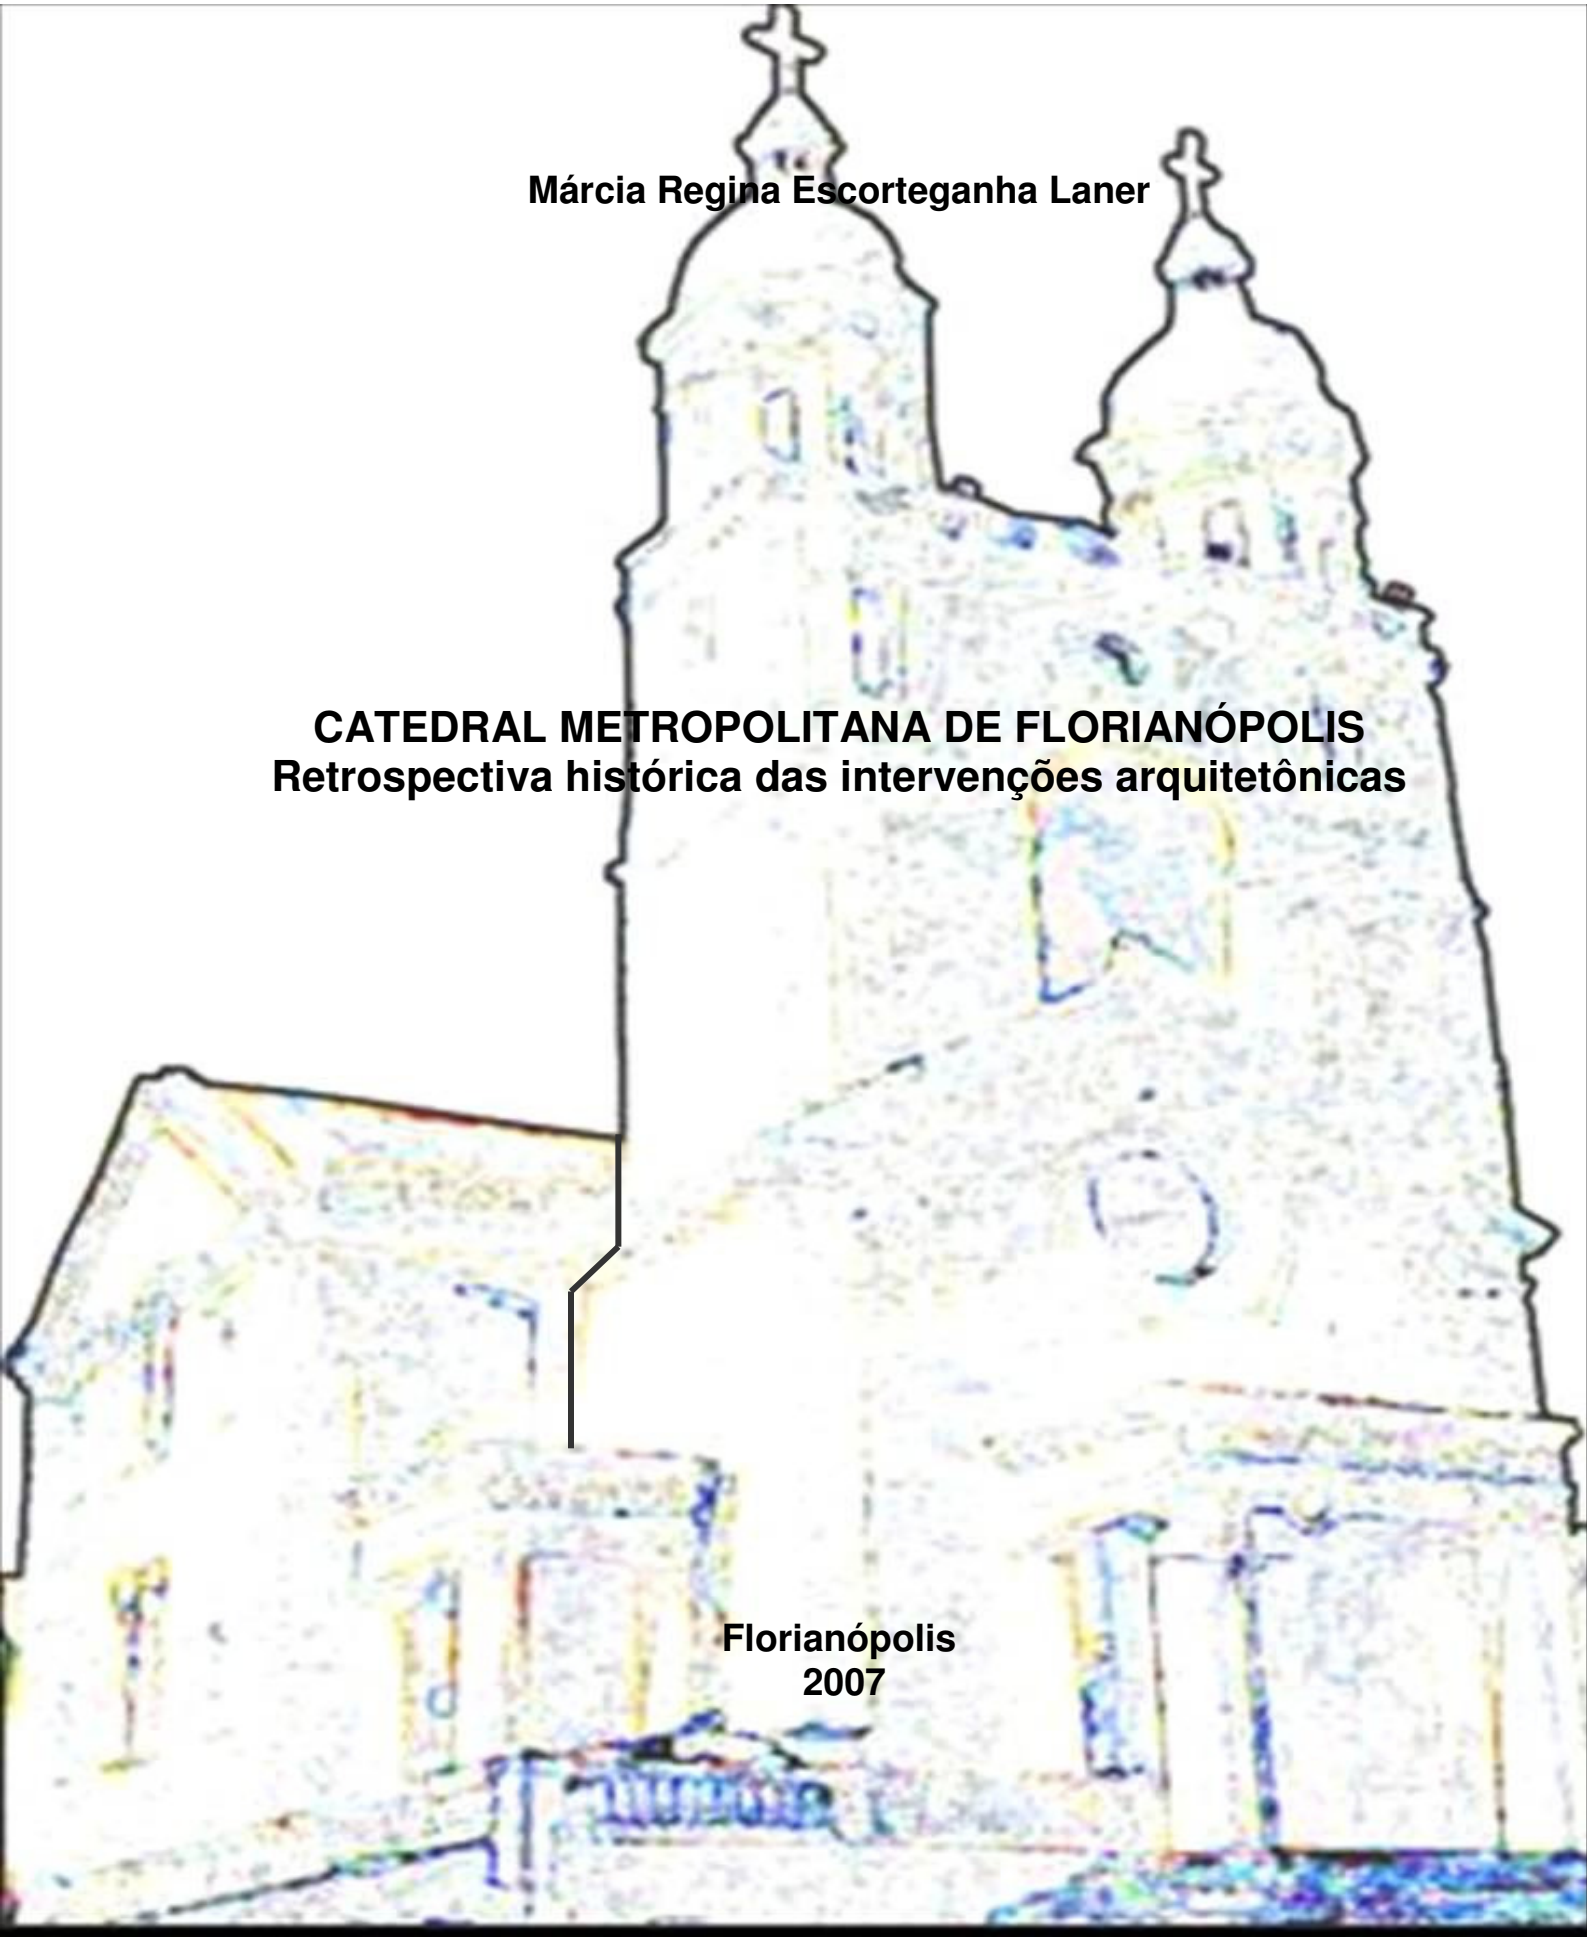 Márcia Regina Escorteganha Laner
CATEDRAL METROPOLITANA DE FLORIANÓPOLIS
Retrospectiva histórica das intervenções arquitetônicas
Florianópolis
2007